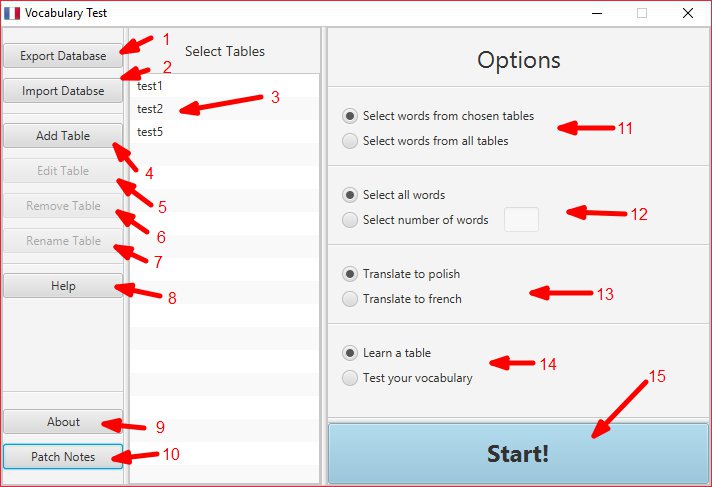 Vocabulary Test
Export Database
1
Import Databse
2
Add Table
4
Edit Table
5
Remove Table
6
Rename Table
7
Help
8
About
9
Patch Notes
10
Select Tables
test1
test2
3
test5
Options
Select words from chosen tables
Select words from all tables
11
Select all words
Select number of words
12
Translate to polish
Translate to french
13
Learn a table
Test your vocabulary
14
15
Start!